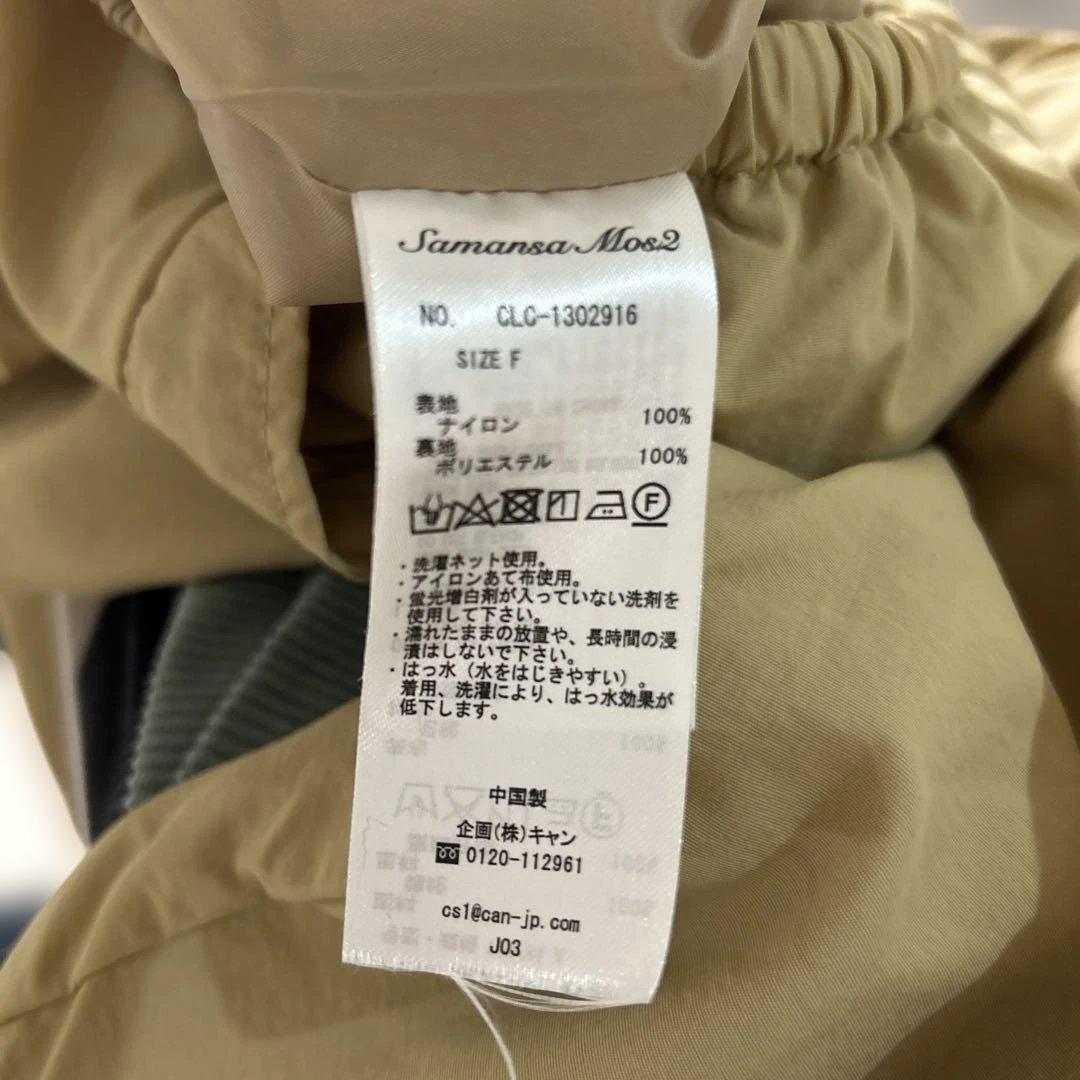 Samansa Mos2
NO. CLC-1302916
SIZE F
表地
ナイロン 100%
裏地
ポリエステル 100%
F
・洗濯ネット使用。
・アイロンあて布使用。
・蛍光増白剤が入っていない洗剤を
使用して下さい。
・濡れたままの放置や、長時間の浸
漬はしないで下さい。
・はっ水（水をはじきやすい）。
着用、洗濯により、はっ水効果が
低下します。
中国製
企画(株)キャン
0120-112961
cs1@can-jp.com
J03